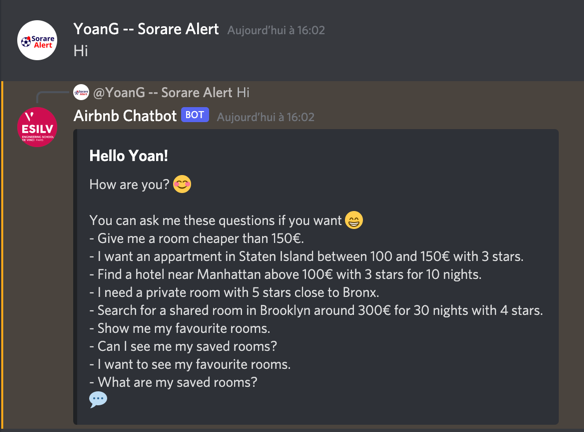 Sorare
Alert
YoanG -- Sorare Alert Aujourd'hui à 16:02
Hi
@YoanG -- Sorare Alert Hi
ESILV
Airbnb Chatbot BOT Aujourd'hui à 16:02
Hello Yoan!
How are you? 😊
You can ask me these questions if you want 😄
- Give me a room cheaper than 150€.
- I want an appartment in Staten Island between 100 and 150€ with 3 stars.
- Find a hotel near Manhattan above 100€ with 3 stars for 10 nights.
- I need a private room with 5 stars close to Bronx.
- Search for a shared room in Brooklyn around 300€ for 30 nights with 4 stars.
- Show me my favourite rooms.
- Can I see me my saved rooms?
- I want to see my favourite rooms.
- What are my saved rooms?
💬